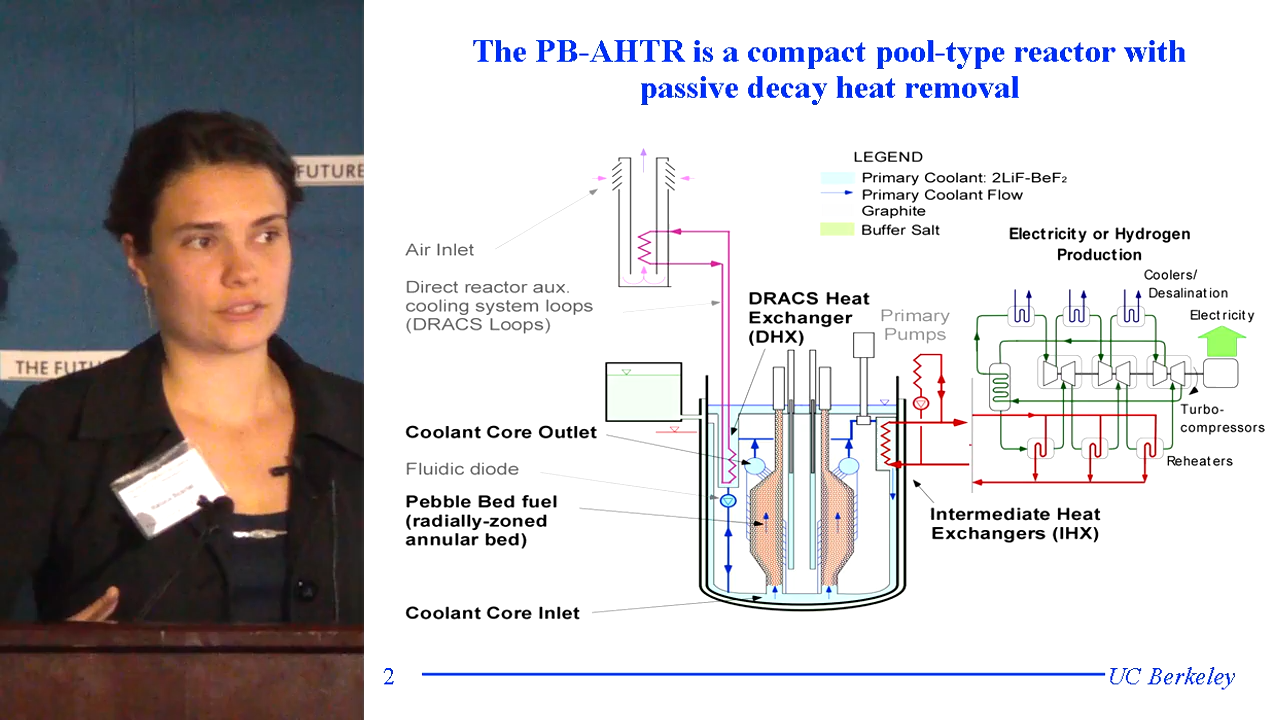 FUTURE
THE FUTU
The PB-AHTR is a compact pool-type reactor with
passive decay heat removal
LEGEND
Primary Coolant: 2LiF-BeF₂
Primary Coolant Flow
Graphite
Buffer Salt
Air Inlet
Direct reactor aux.
cooling system loops
(DRACS Loops)
DRACS Heat
Exchanger
(DHX)
Primary
Pumps
Electricity or Hydrogen
Production
Coolers/
Desalination
Electricity
Turbo-
compressors
Reheaters
Coolant Core Outlet
Fluidic diode
Pebble Bed fuel
(radially-zoned
annular bed)
Intermediate Heat
Exchangers (IHX)
Coolant Core Inlet
2
UC Berkeley